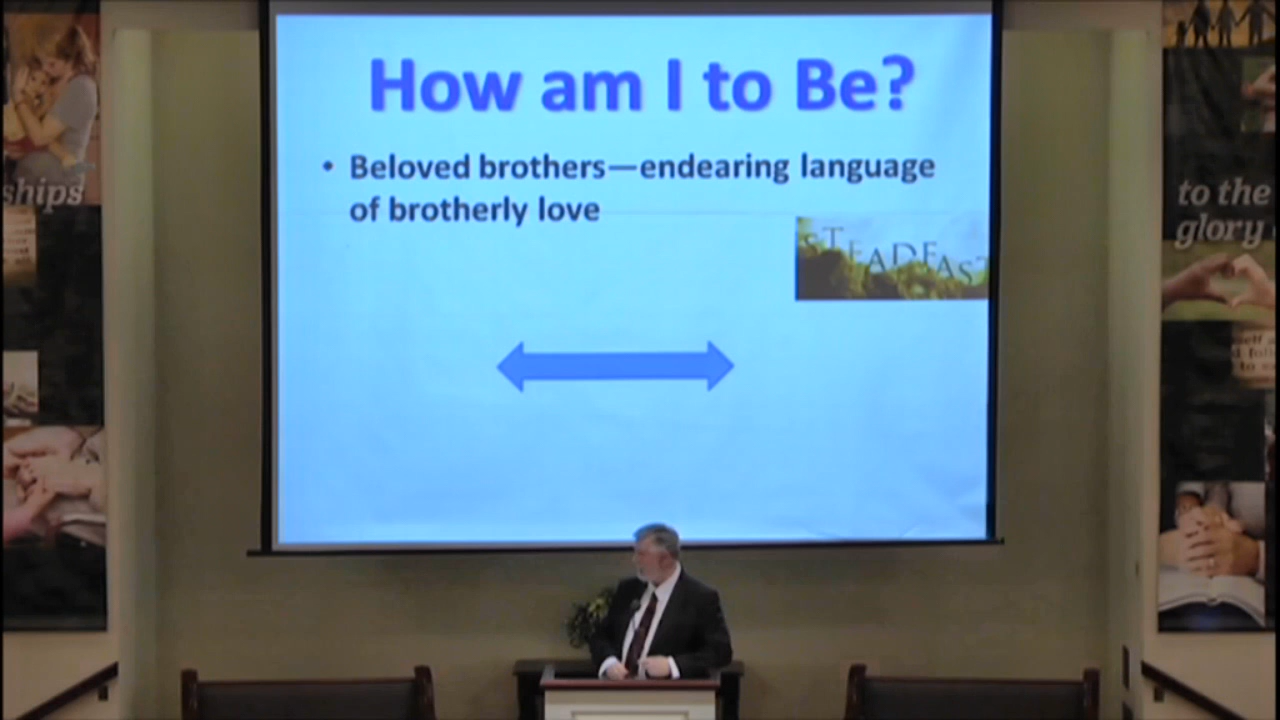 How am I to Be?
• Beloved brothers—endearing language
of brotherly love
STEADFAST
ships
to the
glory